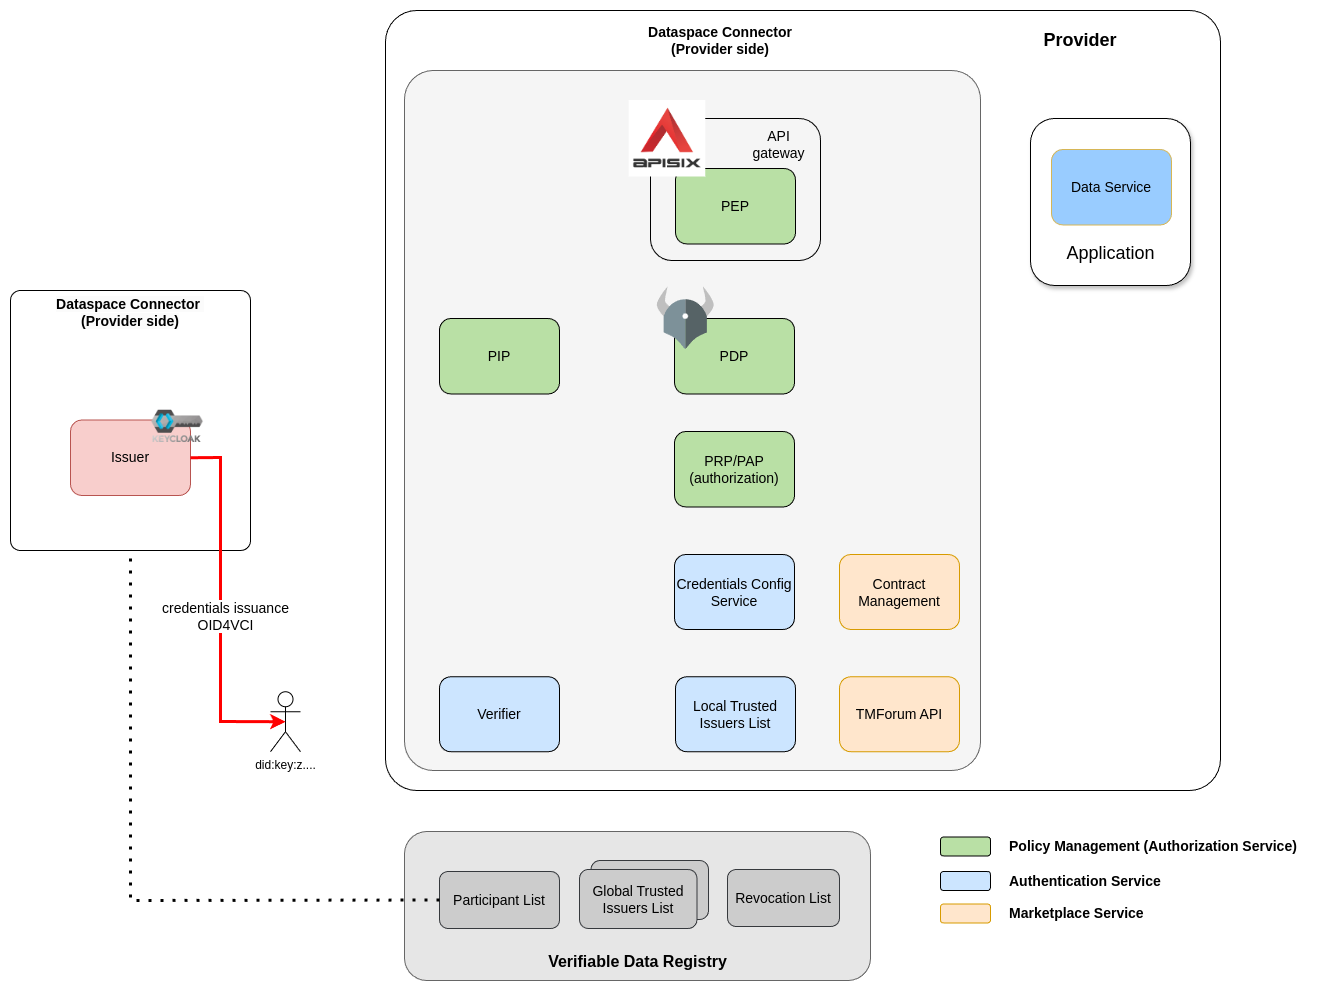 Dataspace Connector
(Provider side)
Provider
APISIX
API
gateway
PEP
Data Service
Application
Dataspace Connector
(Provider side)
PIP
PDP
KEYCLOAK
Issuer
PRP/PAP
(authorization)
Credentials Config
Service
Contract
Management
credentials issuance
OID4VCI
Verifier
Local Trusted
Issuers List
TMForum API
did:key:z....
Participant List
Global Trusted
Issuers List
Revocation List
Verifiable Data Registry
Policy Management (Authorization Service)
Authentication Service
Marketplace Service